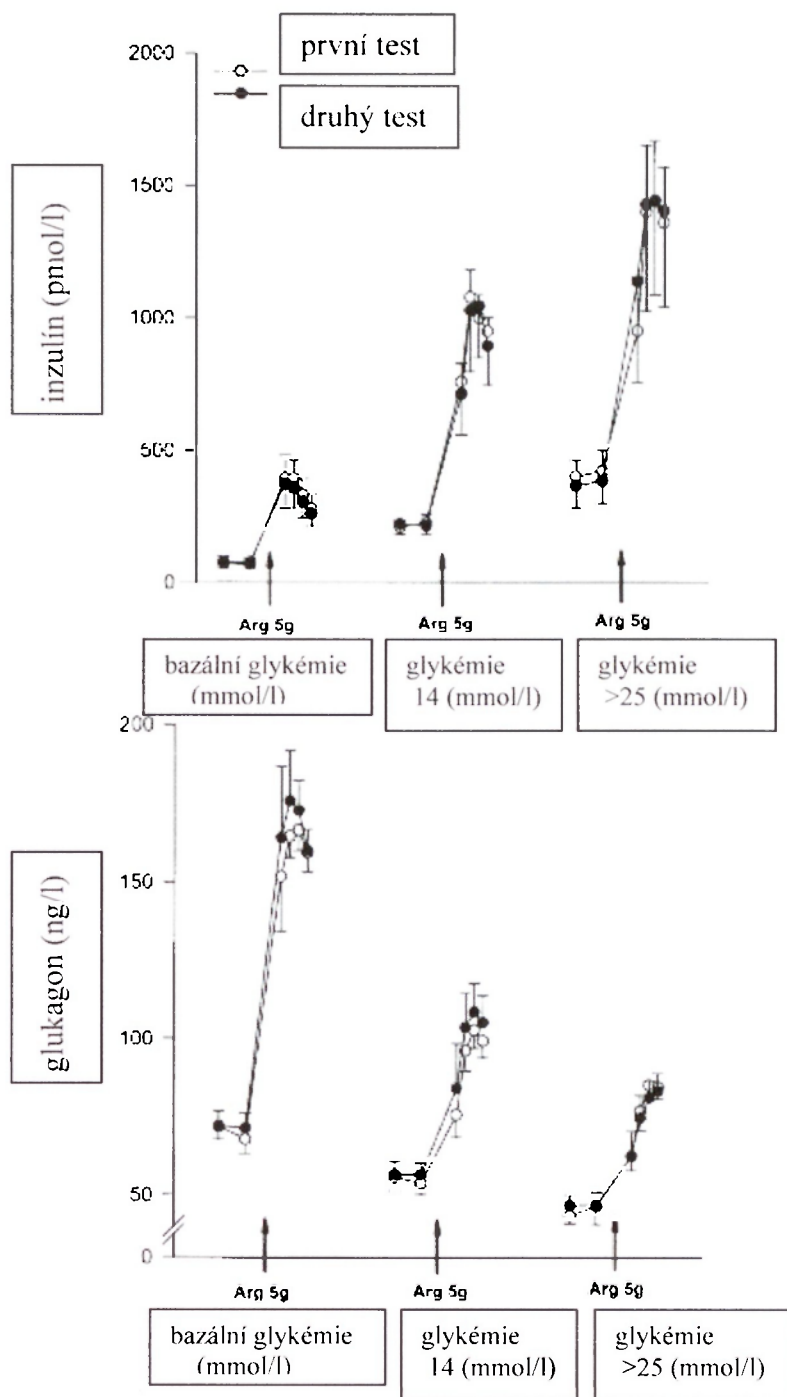 první test
druhý test
2000
1500
1000
500
0
inzulín (pmol/l)
Arg 5g
Arg 5g
Arg 5g
bazální glykémie
(mmol/l)
glykémie
14 (mmol/l)
glykémie
>25 (mmol/l)
200
150
100
50
0
glukagon (ng/l)
Arg 5g
Arg 5g
Arg 5g
bazální glykémie
(mmol/l)
glykémie
14 (mmol/l)
glykémie
>25 (mmol/l)